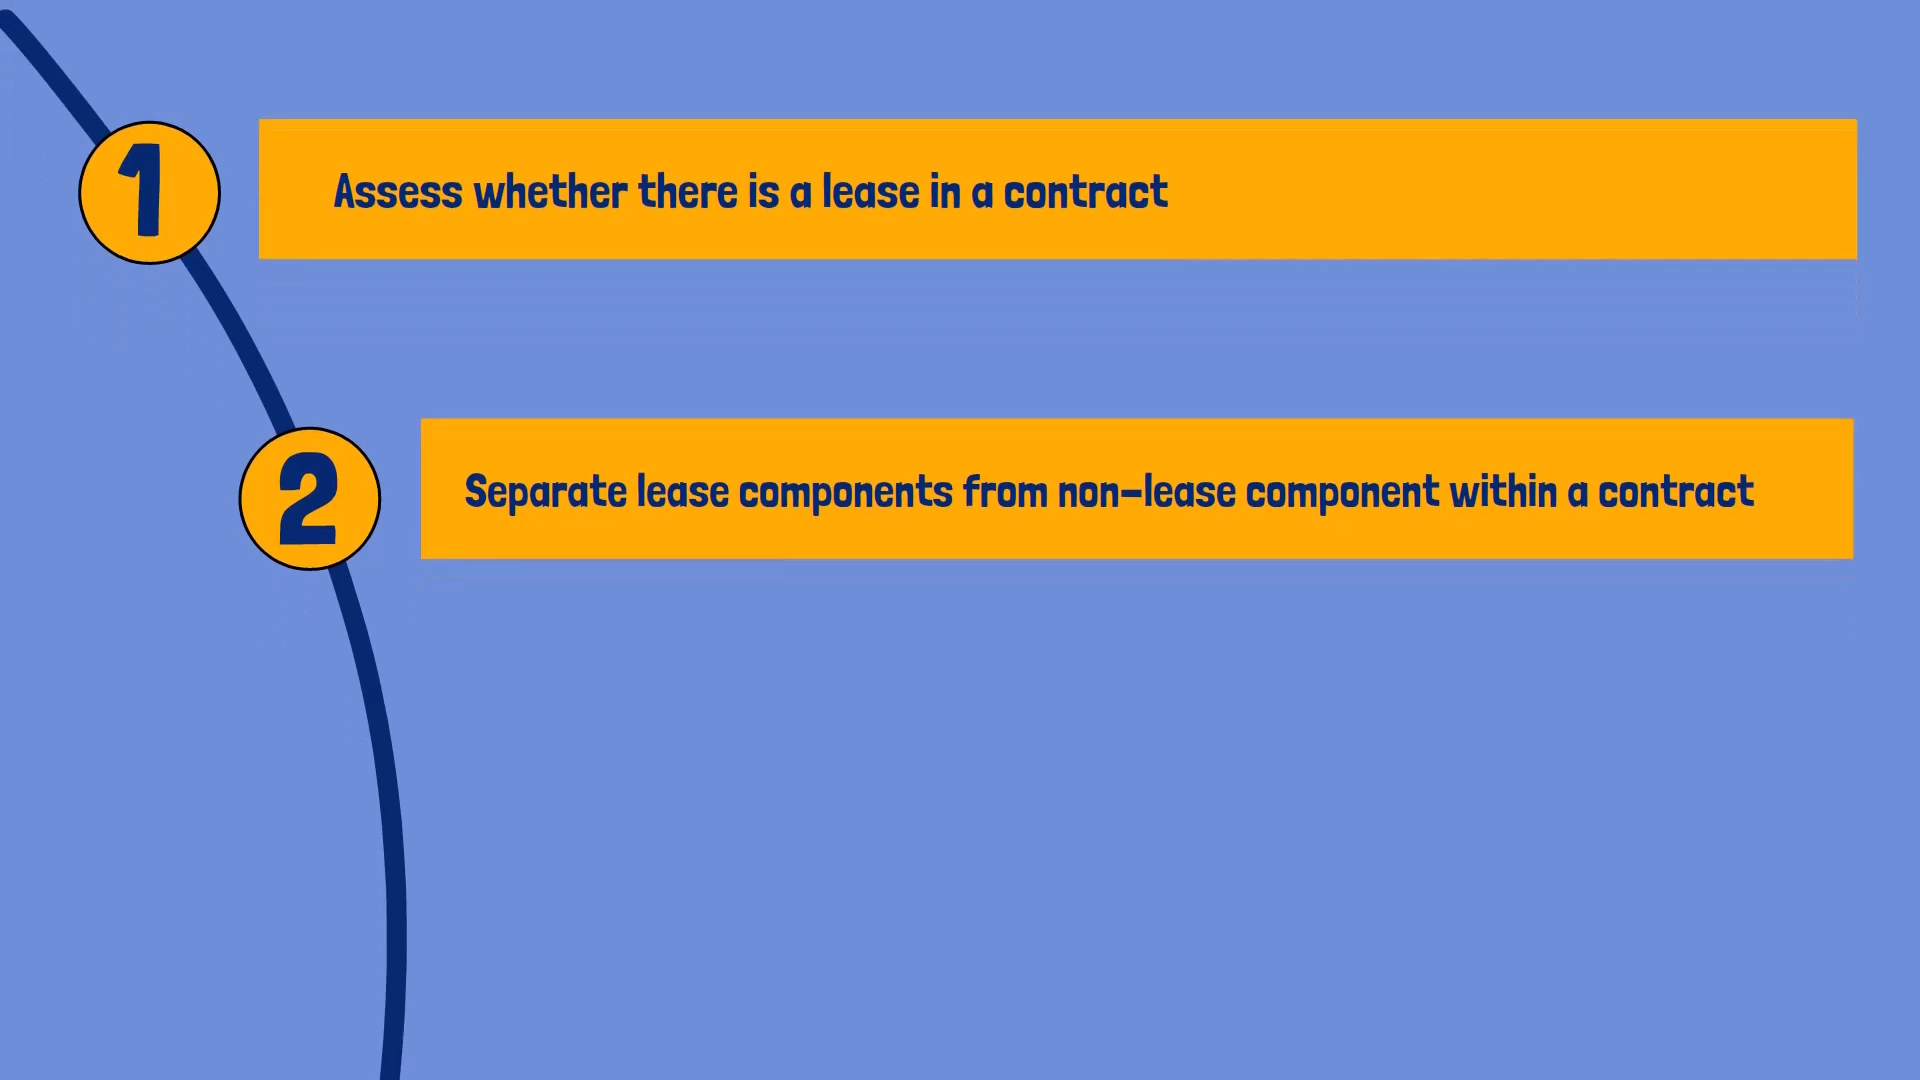 1
Assess whether there is a lease in a contract
2
Separate lease components from non-lease component within a contract